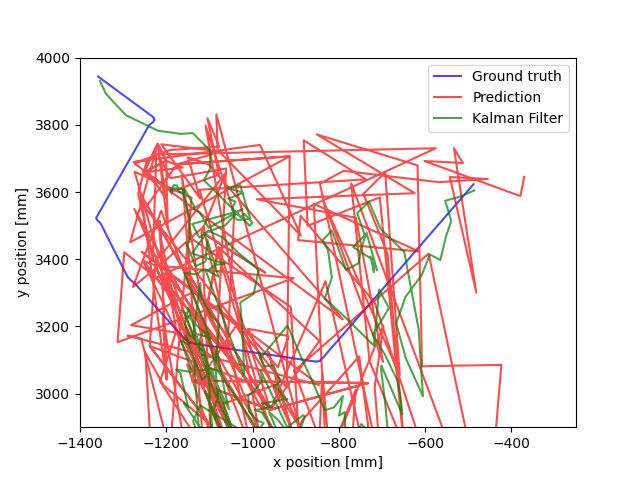 Ground truth
Prediction
Kalman Filter
4000
3800
3600
3400
3200
3000
y position [mm]
−1400 −1200 −1000 −800 −600 −400
x position [mm]